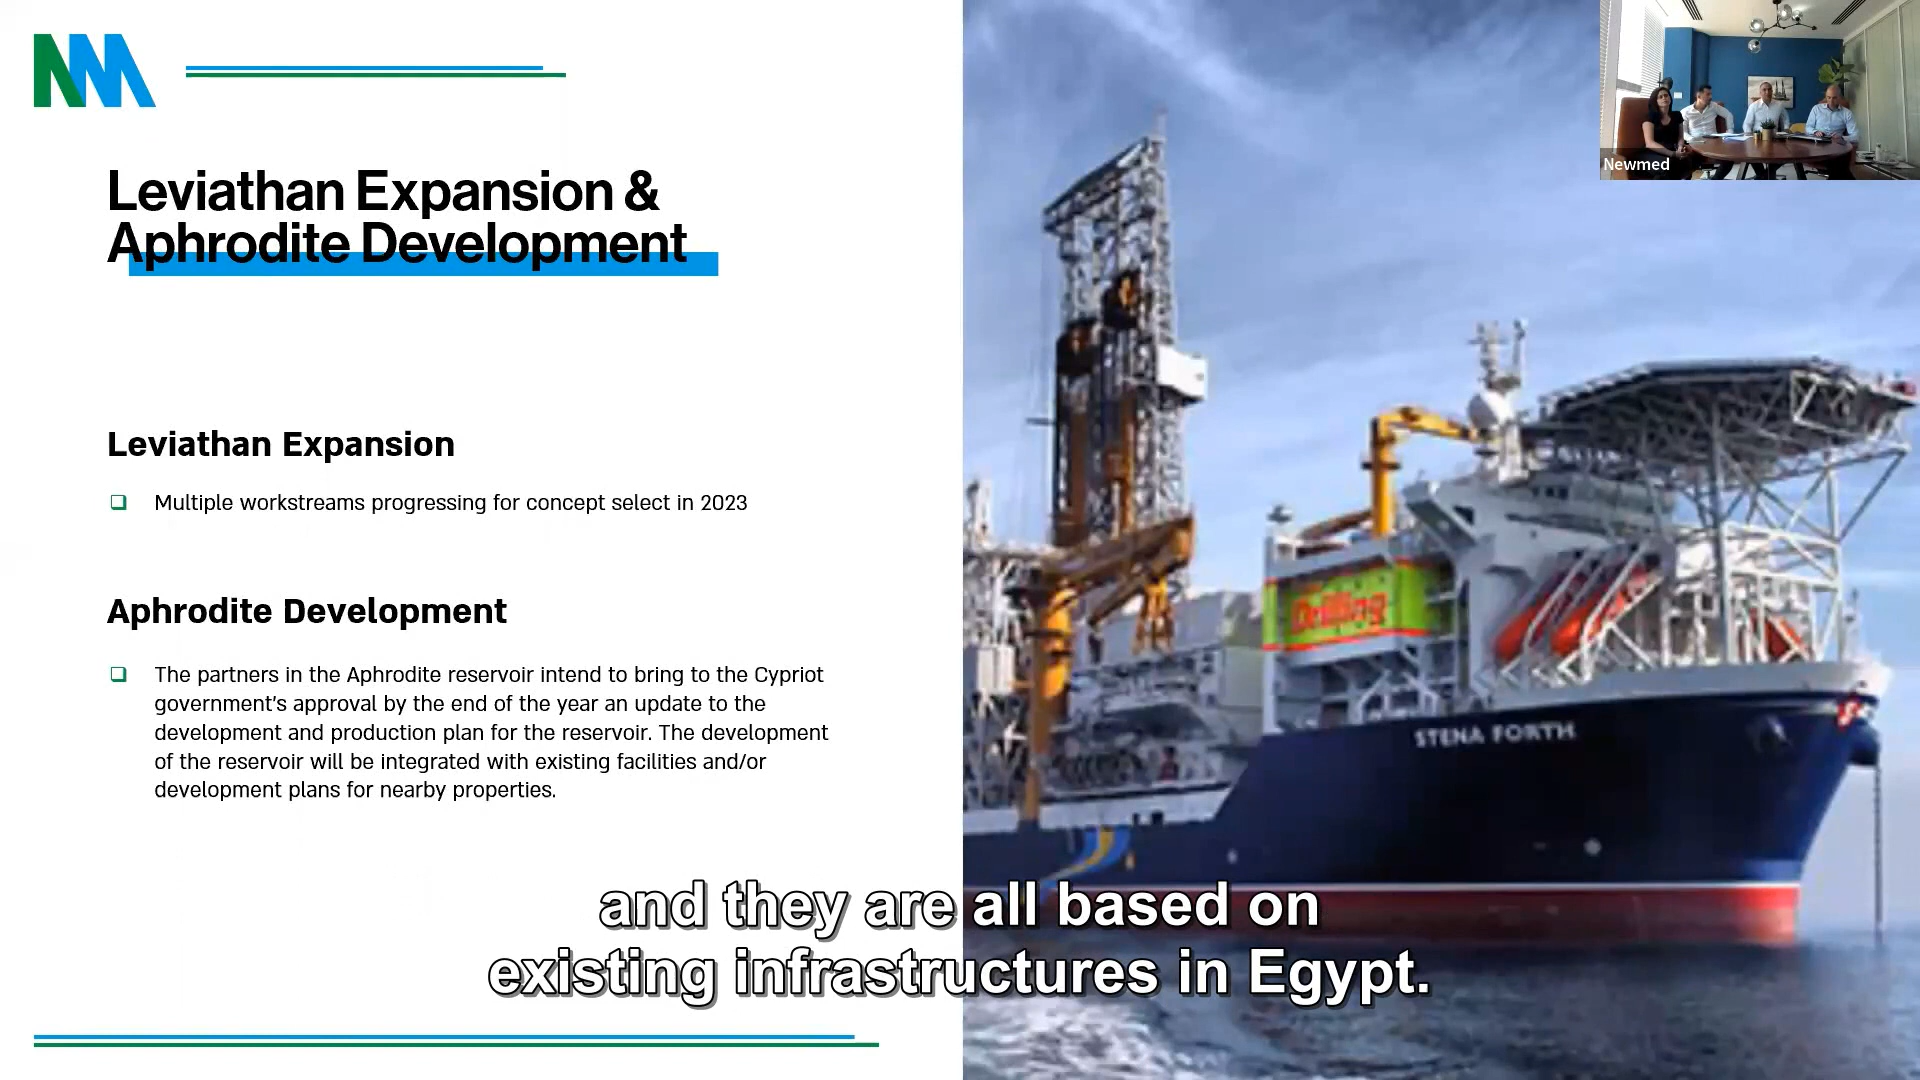 NM
Newmed
Leviathan Expansion &
Aphrodite Development
Leviathan Expansion
Multiple workstreams progressing for concept select in 2023
Aphrodite Development
The partners in the Aphrodite reservoir intend to bring to the Cypriot
government's approval by the end of the year an update to the
development and production plan for the reservoir. The development
of the reservoir will be integrated with existing facilities and/or
development plans for nearby properties.
Drilling
STENA FORTH
and they are all based on
existing infrastructures in Egypt.